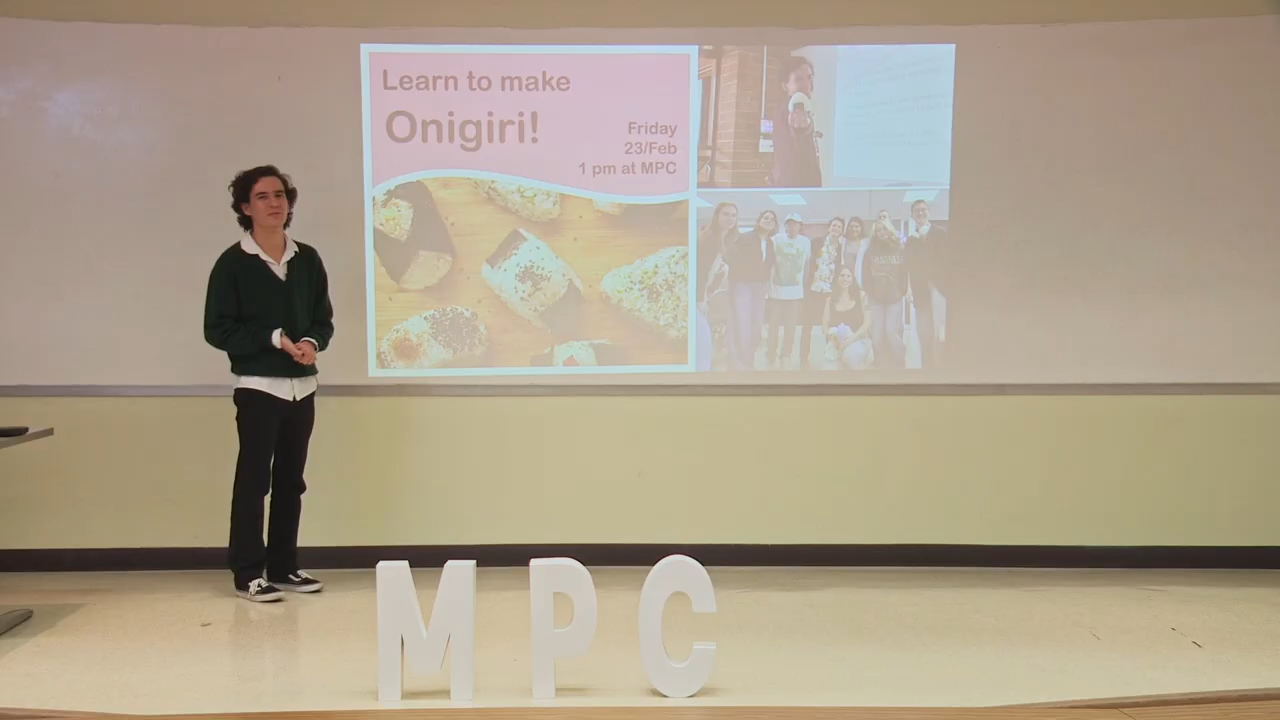 Learn to make
Onigiri!
Friday
23/Feb
1 pm at MPC
MPC